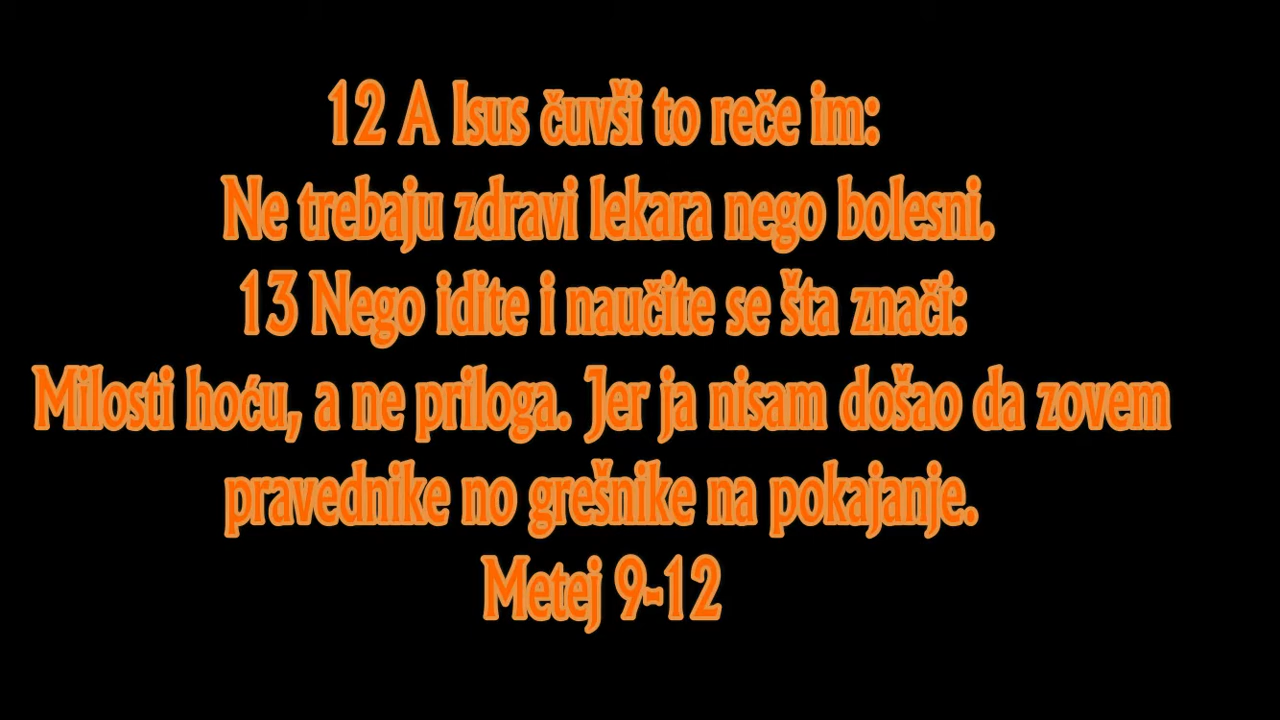 12 A Isus čuvši to reče im:
Ne trebaju zdravi lekara nego bolesni.
13 Nego idite i naučite se šta znači:
Milosti hoću, a ne priloga. Jer ja nisam došao da zovem
pravednike no grešnike na pokajanje.
Metej 9-12